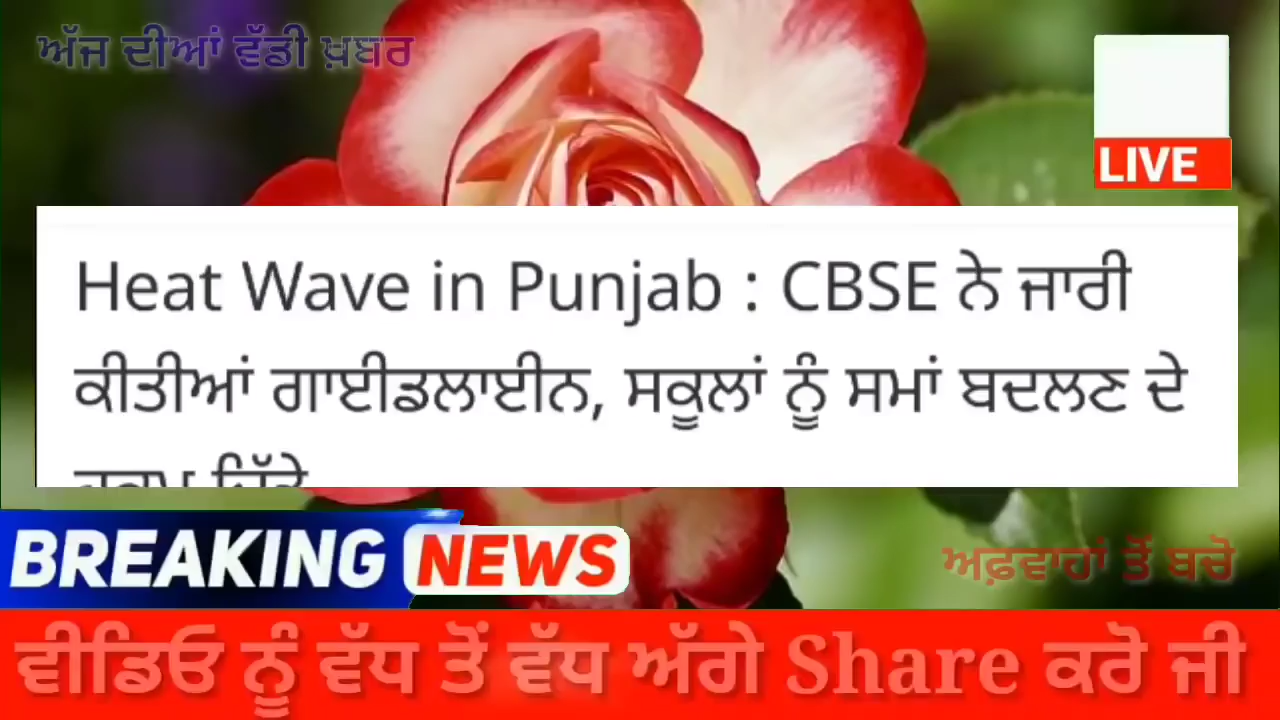 ਅੱਜ ਦੀਆਂ ਵੱਡੀ ਖ਼ਬਰ
LIVE
Heat Wave in Punjab : CBSE ਨੇ ਜਾਰੀ
ਕੀਤੀਆਂ ਗਾਈਡਲਾਈਨ, ਸਕੂਲਾਂ ਨੂੰ ਸਮਾਂ ਬਦਲਣ ਦੇ
BREAKING NEWS
ਅਫ਼ਵਾਹਾਂ ਤੋਂ ਬਚੋ
ਵੀਡਿਓ ਨੂੰ ਵੱਧ ਤੋਂ ਵੱਧ ਅੱਗੇ Share ਕਰੋ ਜੀ